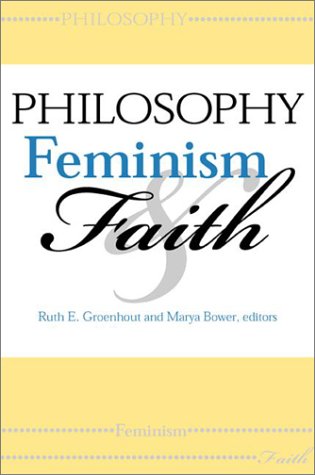 PHILOSOPHY
PHILOSOPHY
Feminism
&
Faith
Ruth E. Groenhout and Marya Bower, editors
Feminism
Faith